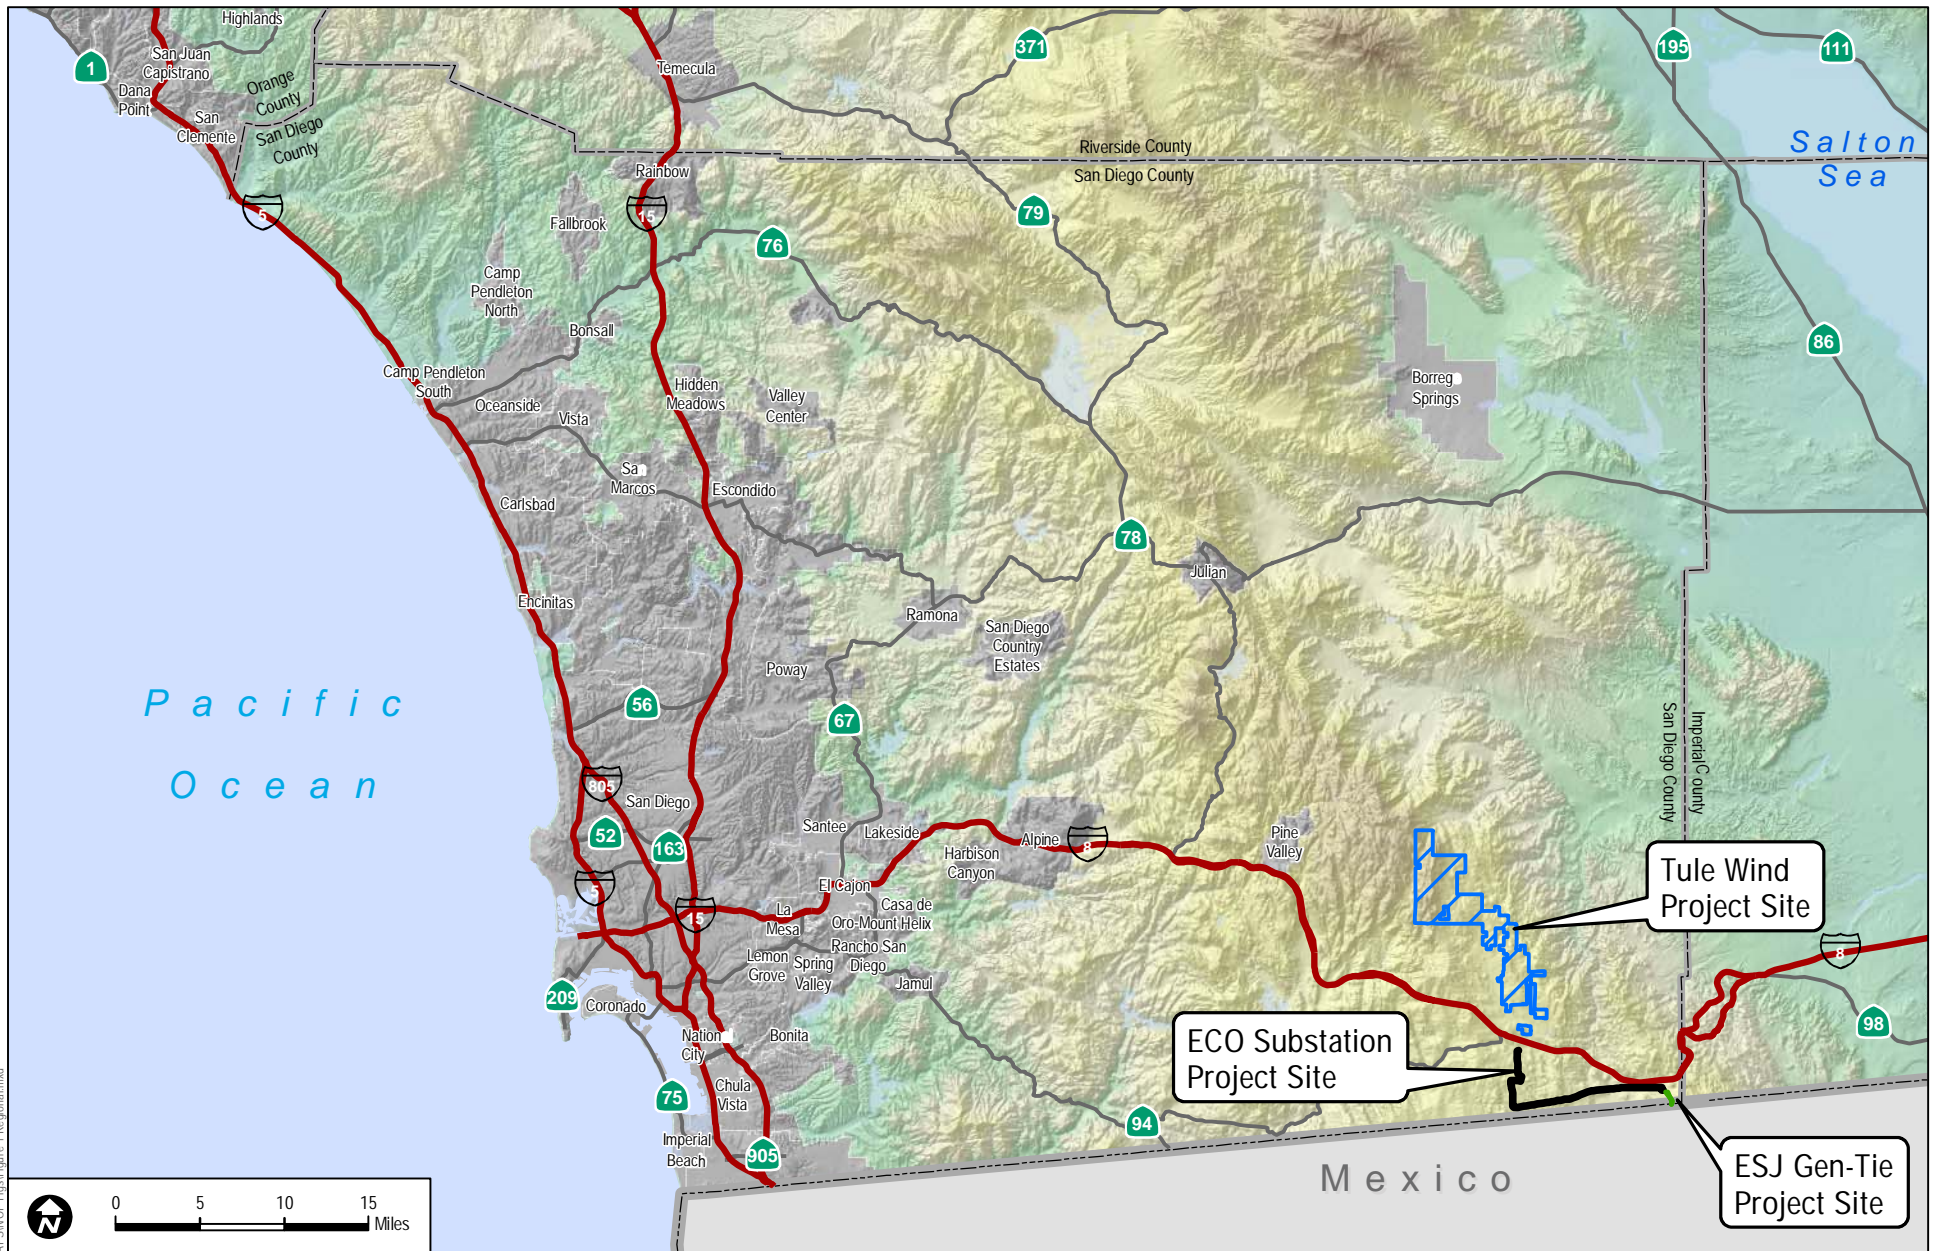 Highlands
1
San Juan
Capistrano
Dana
Point
Orange
County
San
Clemente
San Diego
County
Temecula
371
195
111
Salton
Sea
Riverside County
San Diego County
Rainbow
5
15
Fallbrook
79
76
Camp
Pendleton
North
Bonsall
86
Camp Pendleton
South
Hidden
Meadows
Valley
Center
Borreg
Springs
Oceanside
Vista
Sa
Marcos
Escondido
Carlsbad
78
Julian
Encinitas
Ramona
San Diego
Country
Estates
Poway
Pacific
Ocean
56
67
San Diego County
Imperial County
805
San Diego
52
163
Santee
Lakeside
Alpine
8
Harbison
Canyon
Pine
Valley
Tule Wind
Project Site
5
El Cajon
15
La
Mesa
Casa de
Oro-Mount Helix
Rancho San
Diego
Lemon
Grove
Spring
Valley
Jamul
8
209
Coronado
98
Nation
City
Bonita
ECO Substation
Project Site
75
Chula
Vista
94
Imperial
Beach
905
Mexico
ESJ Gen-Tie
Project Site
N
0 5 10 15
Miles